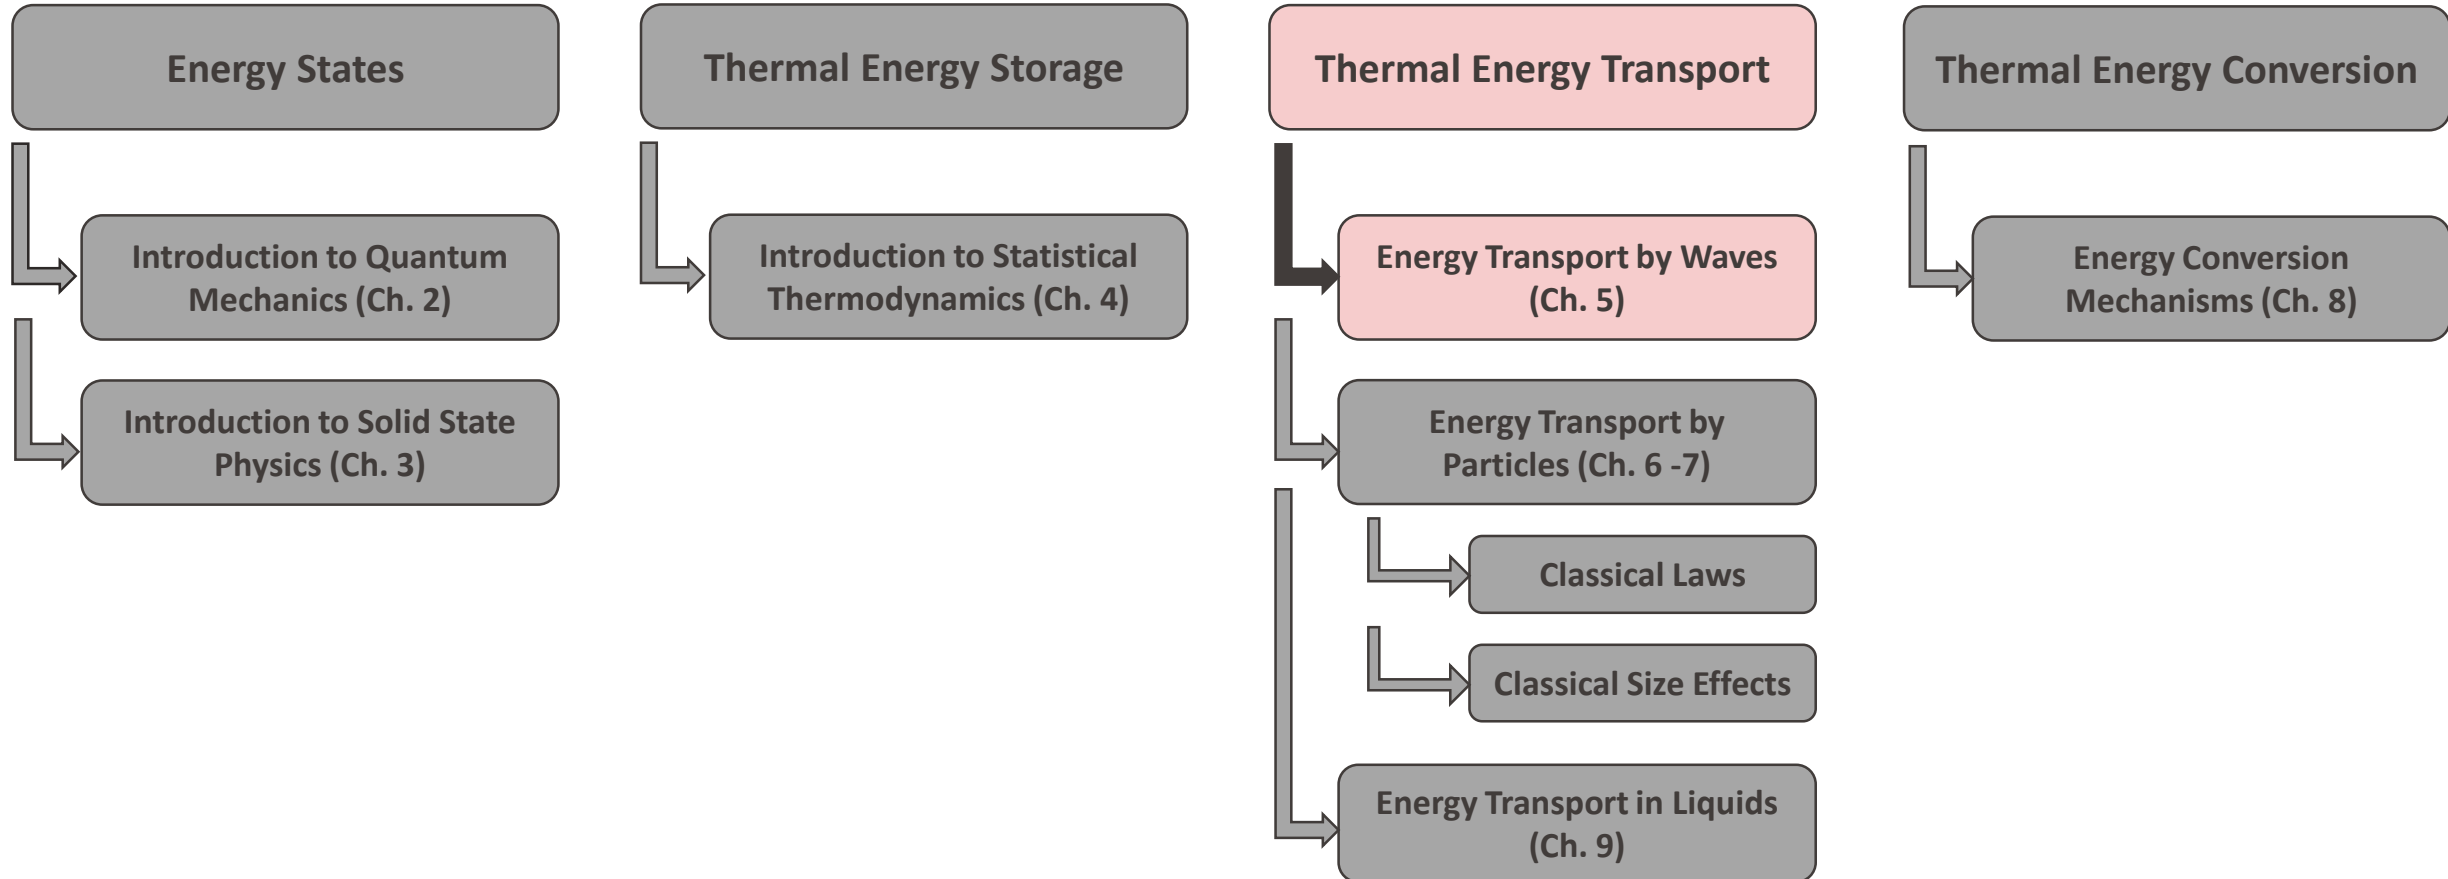 Energy States
Introduction to Quantum
Mechanics (Ch. 2)
Introduction to Solid State
Physics (Ch. 3)
Thermal Energy Storage
Introduction to Statistical
Thermodynamics (Ch. 4)
Thermal Energy Transport
Energy Transport by Waves
(Ch. 5)
Energy Transport by
Particles (Ch. 6 -7)
Classical Laws
Classical Size Effects
Energy Transport in Liquids
(Ch. 9)
Thermal Energy Conversion
Energy Conversion
Mechanisms (Ch. 8)